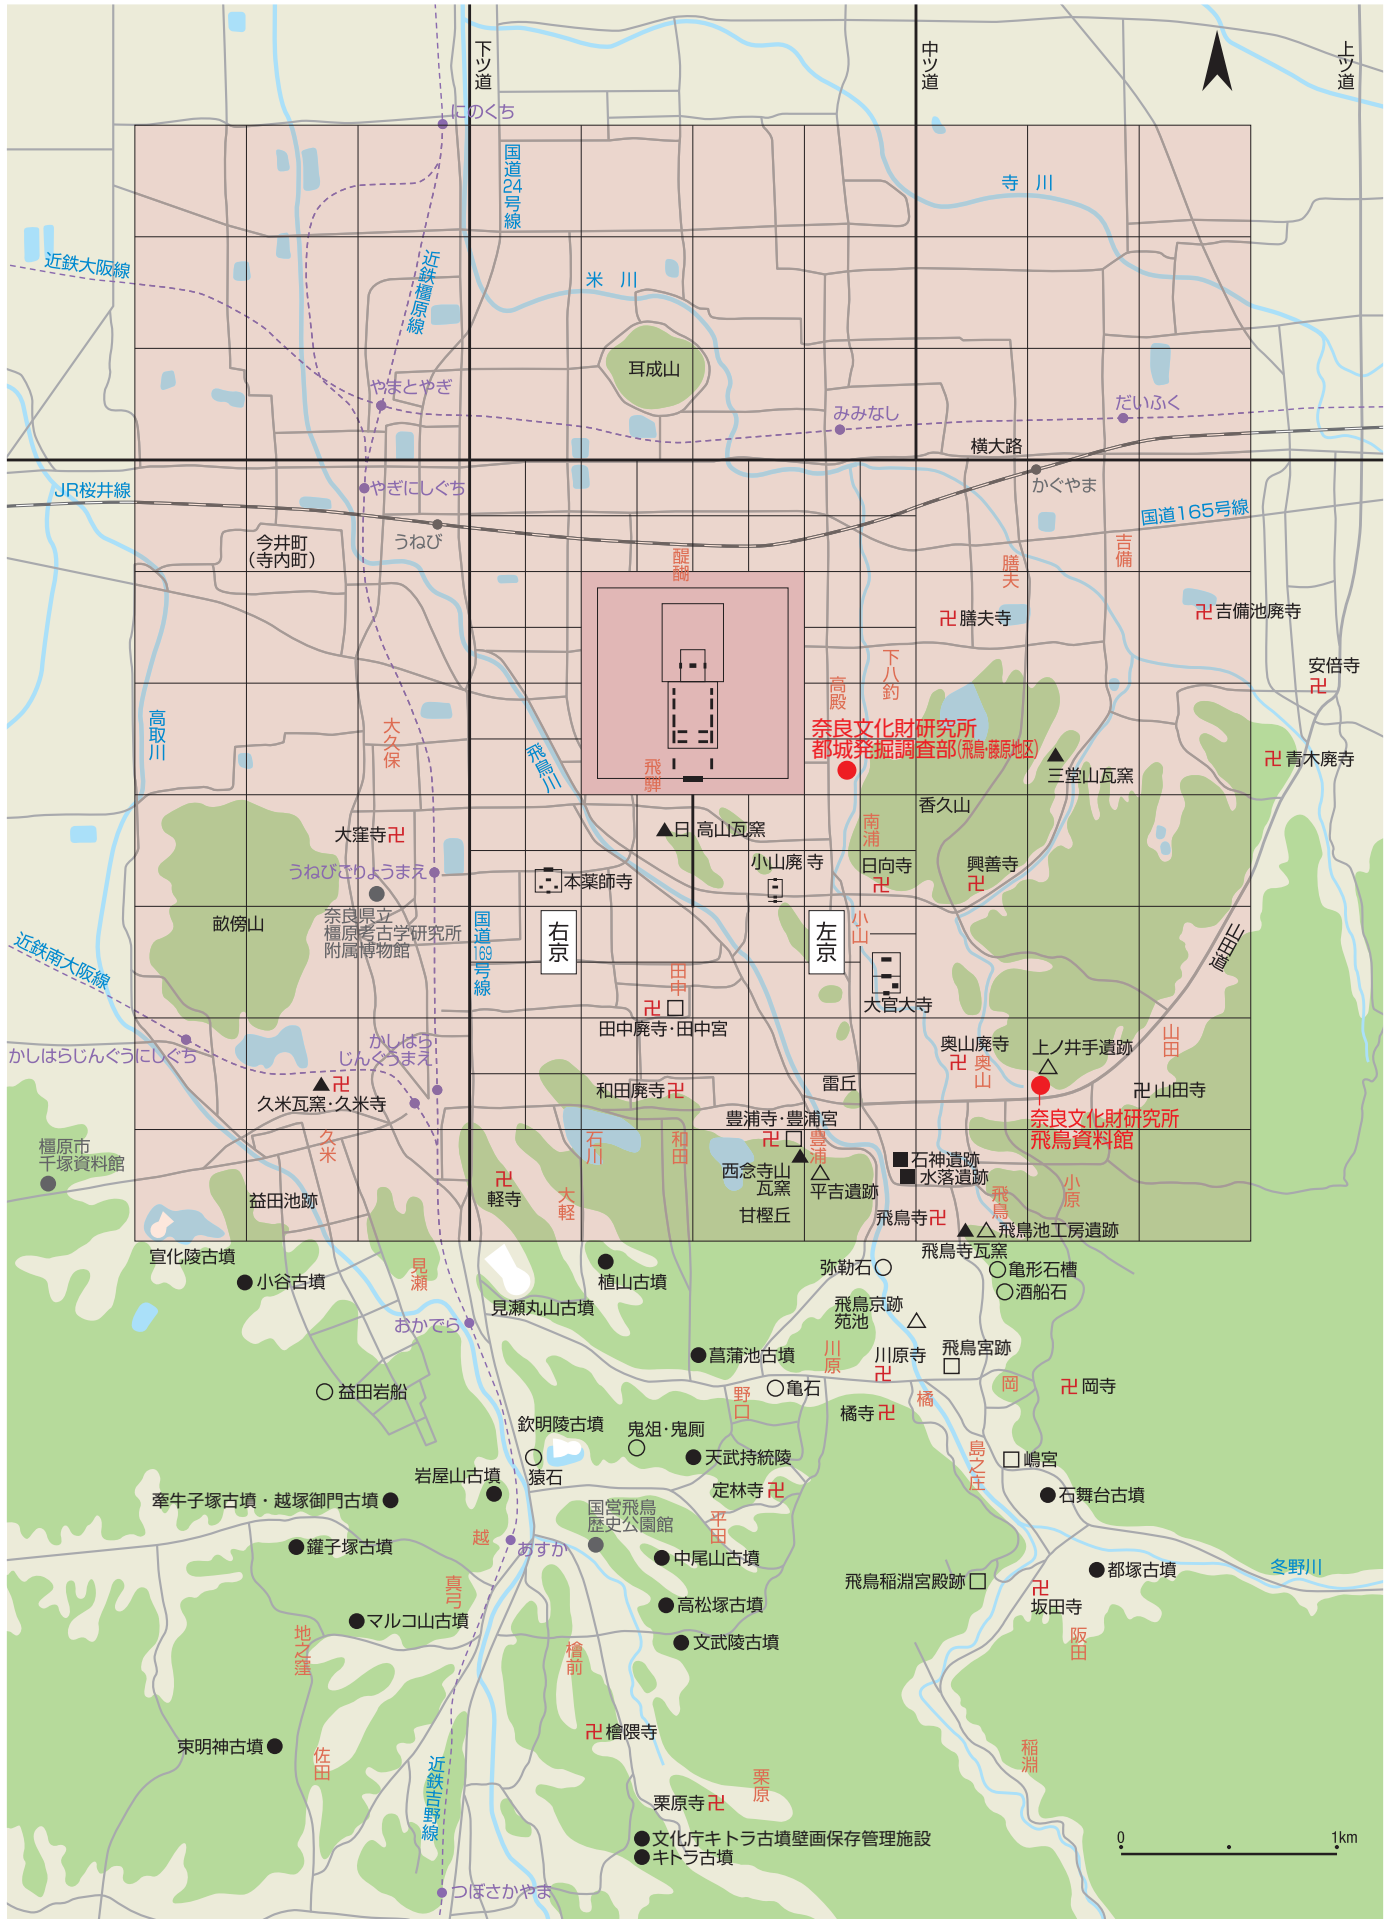 下ツ道
中ツ道
上ツ道
にのくち
国道24号線
寺川
近鉄大阪線
近鉄橿原線
米川
耳成山
やまとやぎ
みみなし
だいふく
横大路
かぐやま
JR桜井線
やぎにしぐち
国道165号線
うねび
今井町
(寺内町)
醍醐
膳夫
吉備
卍膳夫寺
卍吉備池廃寺
安倍寺
卍
下八釣
高殿
高取川
大久保
飛鳥川
飛騨
奈良文化財研究所
都城発掘調査部(飛鳥・藤原地区)
三堂山瓦窯
卍青木廃寺
香久山
南浦
大窪寺卍
日高山瓦窯
小山廃寺
日向寺
卍
興善寺
卍
うねびごりょうまえ
本薬師寺
畝傍山
奈良県立
橿原考古学研究所
附属博物館
国道169号線
右京
左京
小山
山田道
近鉄南大阪線
田中
卍
田中廃寺・田中宮
大官大寺
かしはらじんぐうにしぐち
かしはら
じんぐうまえ
奥山廃寺
卍
奥山
上ノ井手遺跡
山田
卍
久米瓦窯・久米寺
和田廃寺卍
雷丘
卍山田寺
奈良文化財研究所
飛鳥資料館
橿原市
千塚資料館
久米
石川
和田
豊浦寺・豊浦宮
卍
豊浦
石神遺跡
水落遺跡
西念寺山
瓦窯
平吉遺跡
卍
軽寺
大軽
益田池跡
甘樫丘
飛鳥寺卍
飛鳥
小原
飛鳥池工房遺跡
飛鳥寺瓦窯
宣化陵古墳
小谷古墳
見瀬
植山古墳
弥勒石
亀形石槽
酒船石
見瀬丸山古墳
飛鳥京跡
苑池
おかでら
菖蒲池古墳
川原
川原寺
卍
飛鳥宮跡
益田岩船
亀石
野口
橘寺卍
橘
岡
卍岡寺
欽明陵古墳
鬼俎・鬼厠
猿石
天武持統陵
島之庄
嶋宮
岩屋山古墳
牽牛子塚古墳・越塚御門古墳
定林寺卍
石舞台古墳
国営飛鳥
歴史公園館
平田
越
あすか
鑵子塚古墳
中尾山古墳
冬野川
都塚古墳
飛鳥稲淵宮殿跡
卍
坂田寺
真弓
高松塚古墳
マルコ山古墳
地之窪
檜前
文武陵古墳
阪田
卍檜隈寺
束明神古墳
佐田
稲淵
近鉄吉野線
栗原
栗原寺卍
文化庁キトラ古墳壁画保存管理施設
キトラ古墳
つぼさかやま
0 1km